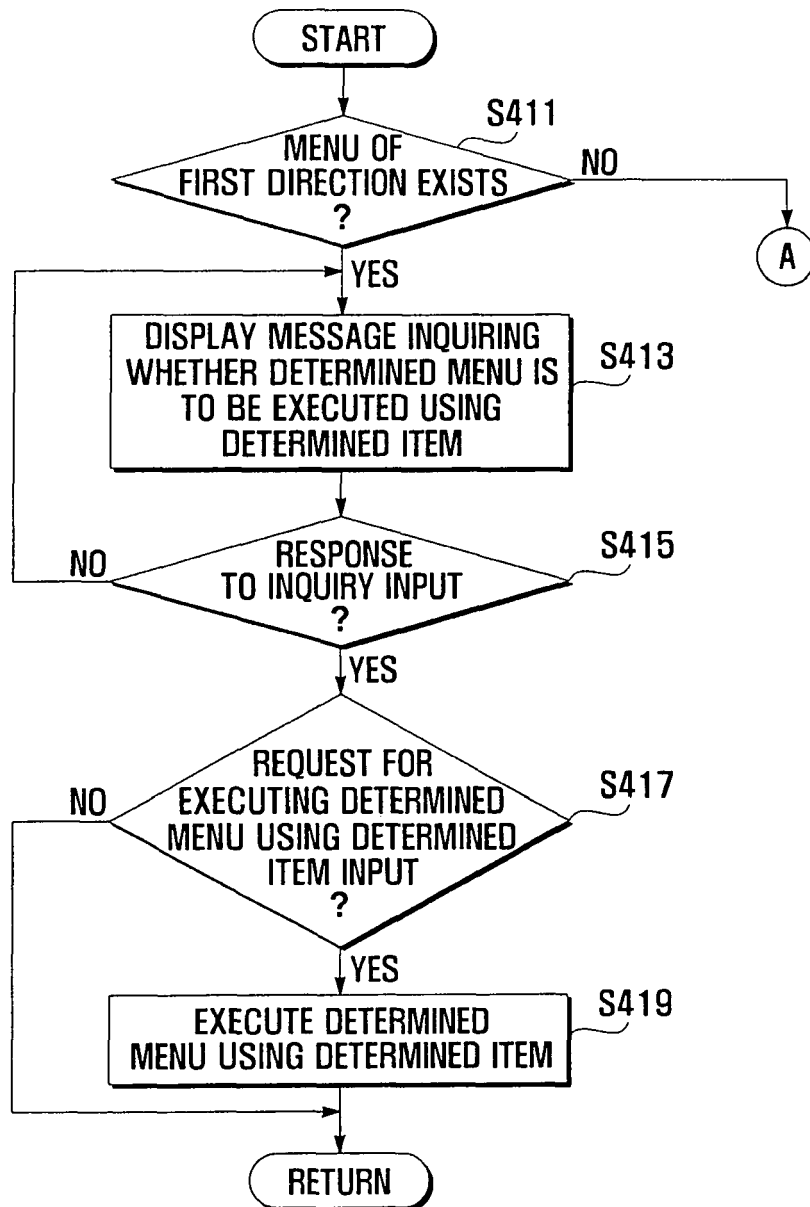 START
S411
MENU OF
FIRST DIRECTION EXISTS
?
NO
A
YES
DISPLAY MESSAGE INQUIRING
WHETHER DETERMINED MENU IS
TO BE EXECUTED USING
DETERMINED ITEM
S413
NO
RESPONSE
TO INQUIRY INPUT
?
S415
YES
NO
REQUEST FOR
EXECUTING DETERMINED
MENU USING DETERMINED
ITEM INPUT
?
S417
YES
EXECUTE DETERMINED
MENU USING DETERMINED ITEM
S419
RETURN